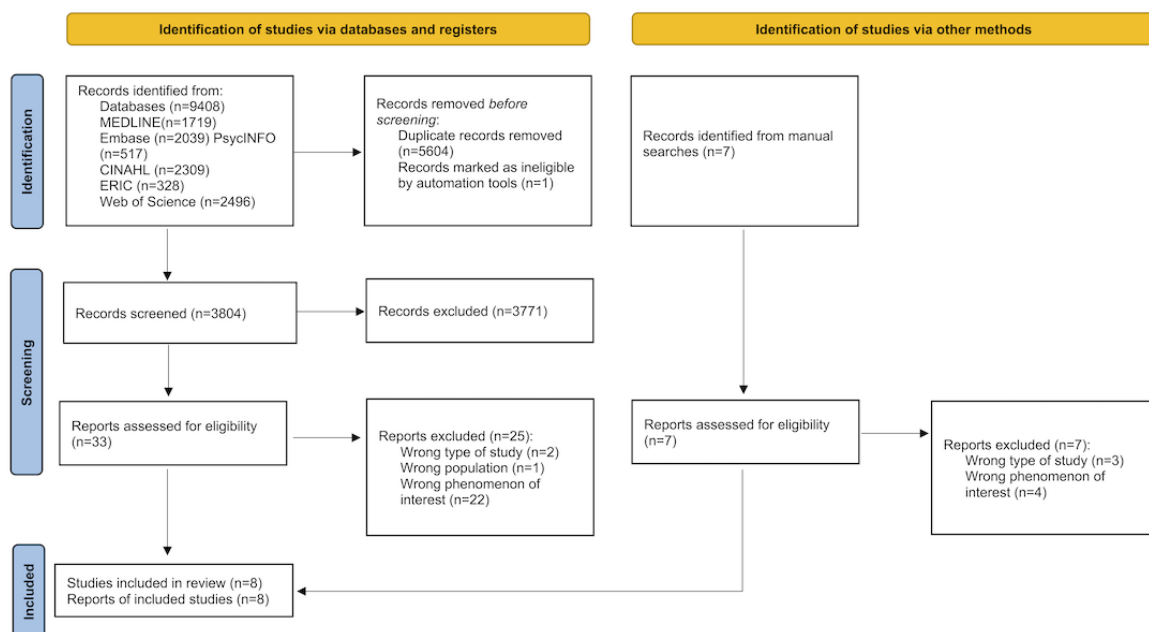 Identification of studies via databases and registers
Identification of studies via other methods
Identification
Records identified from:
Databases (n=9408)
MEDLINE(n=1719)
Embase (n=2039) PsycINFO
(n=517)
CINAHL (n=2309)
ERIC (n=328)
Web of Science (n=2496)
Records removed before
screening:
Duplicate records removed
(n=5604)
Records marked as ineligible
by automation tools (n=1)
Records identified from manual
searches (n=7)
Screening
Records screened (n=3804)
Records excluded (n=3771)
Reports assessed for eligibility
(n=33)
Reports excluded (n=25):
Wrong type of study (n=2)
Wrong population (n=1)
Wrong phenomenon of
interest (n=22)
Reports assessed for eligibility
(n=7)
Reports excluded (n=7):
Wrong type of study (n=3)
Wrong phenomenon of
interest (n=4)
Included
Studies included in review (n=8)
Reports of included studies (n=8)